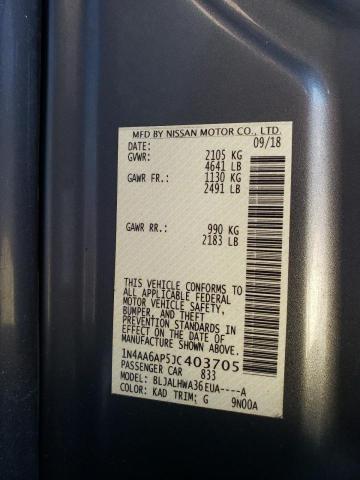 MFD BY NISSAN MOTOR CO., LTD.
DATE: 09/18
GVWR: 2105 KG
4641 LB
GAWR FR.: 1130 KG
2491 LB
GAWR RR.: 990 KG
2183 LB
THIS VEHICLE CONFORMS TO
ALL APPLICABLE FEDERAL
MOTOR VEHICLE SAFETY,
BUMPER, AND THEFT
PREVENTION STANDARDS IN
EFFECT ON THE DATE OF
MANUFACTURE SHOWN ABOVE.
1N4AA6AP5JC403705
PASSENGER CAR 833
MODEL: BLJALHWA36EUA----A
COLOR: KAD TRIM: G 9N00A